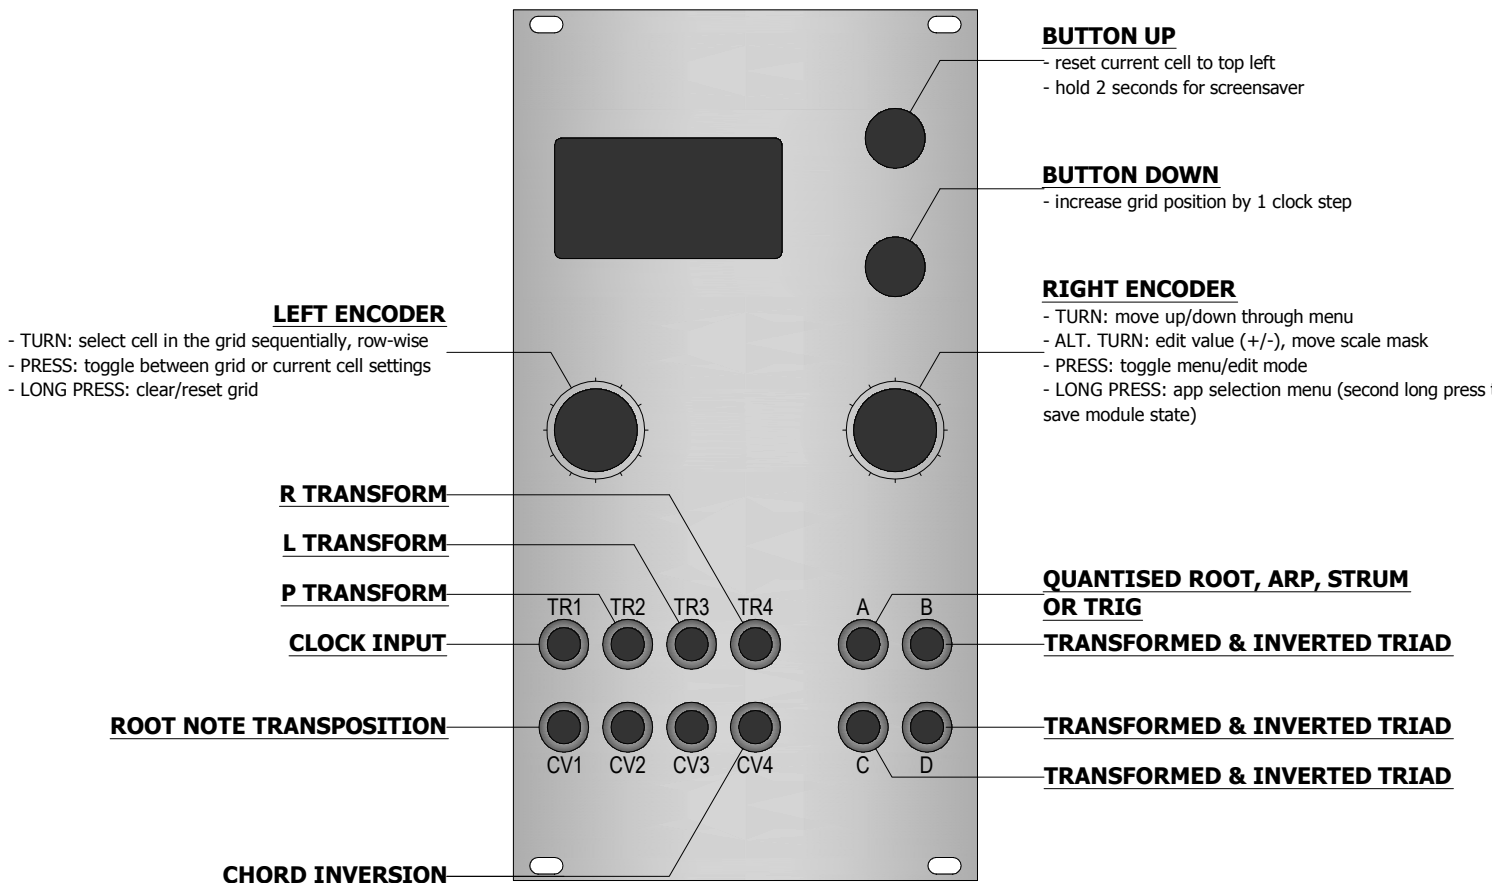 BUTTON UP
- reset current cell to top left
- hold 2 seconds for screensaver
BUTTON DOWN
- increase grid position by 1 clock step
LEFT ENCODER
- TURN: select cell in the grid sequentially, row-wise
- PRESS: toggle between grid or current cell settings
- LONG PRESS: clear/reset grid
RIGHT ENCODER
- TURN: move up/down through menu
- ALT. TURN: edit value (+/-), move scale mask
- PRESS: toggle menu/edit mode
- LONG PRESS: app selection menu (second long press
save module state)
R TRANSFORM
L TRANSFORM
P TRANSFORM
CLOCK INPUT
ROOT NOTE TRANSPOSITION
CHORD INVERSION
TR1 TR2 TR3 TR4 A B
CV1 CV2 CV3 CV4 C D
QUANTISED ROOT, ARP, STRUM
OR TRIG
TRANSFORMED & INVERTED TRIAD
TRANSFORMED & INVERTED TRIAD
TRANSFORMED & INVERTED TRIAD